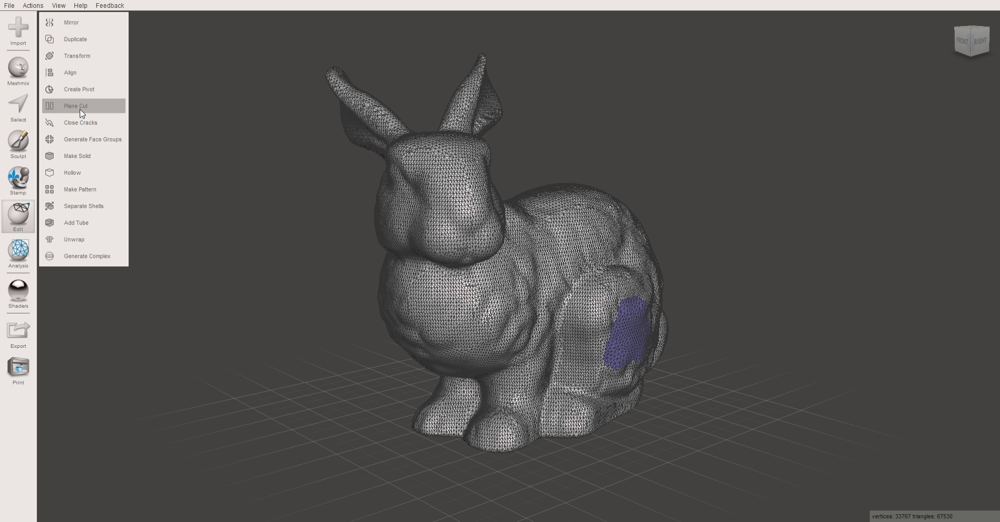 File Actions View Help Feedback
Import
Meshmix
Select
Sculpt
Stamp
Edit
Analysis
Shaders
Export
Print
Mirror
Duplicate
Transform
Align
Create Pivot
Plane Cut
Close Cracks
Generate Face Groups
Make Solid
Hollow
Make Pattern
Separate Shells
Add Tube
Unwrap
Generate Complex
FRONT RIGHT
vertices: 33767 triangles: 67530